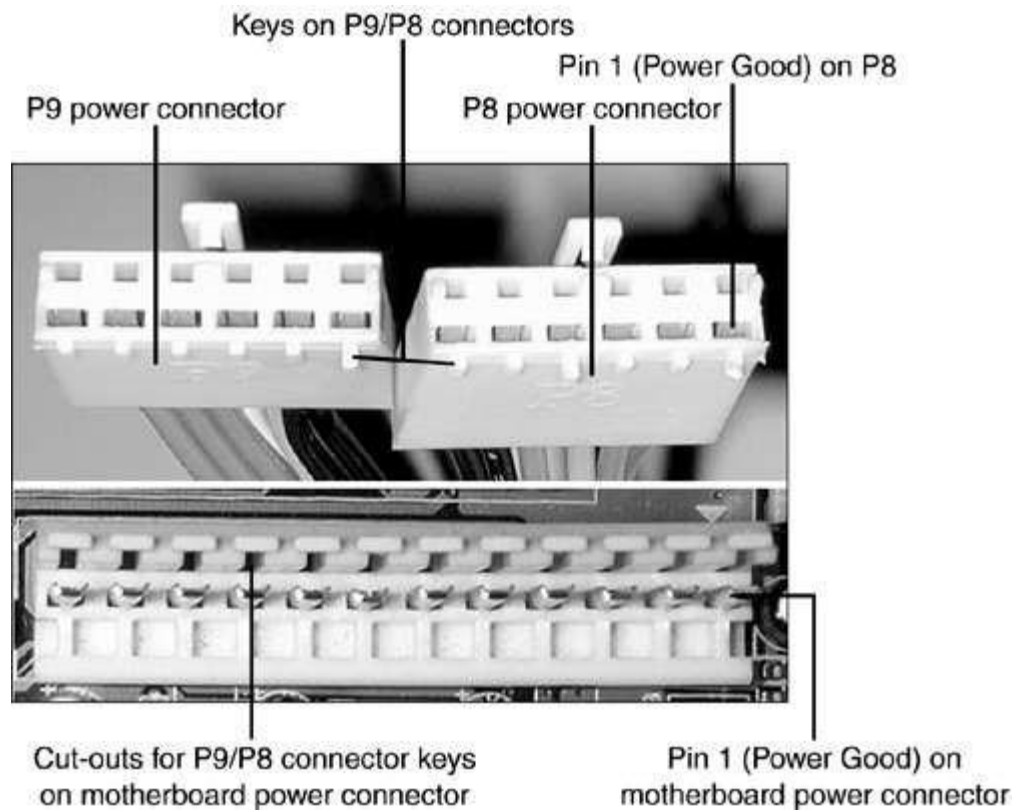 Keys on P9/P8 connectors
Pin 1 (Power Good) on P8
P9 power connector
P8 power connector
Cut-outs for P9/P8 connector keys
on motherboard power connector
Pin 1 (Power Good) on
motherboard power connector